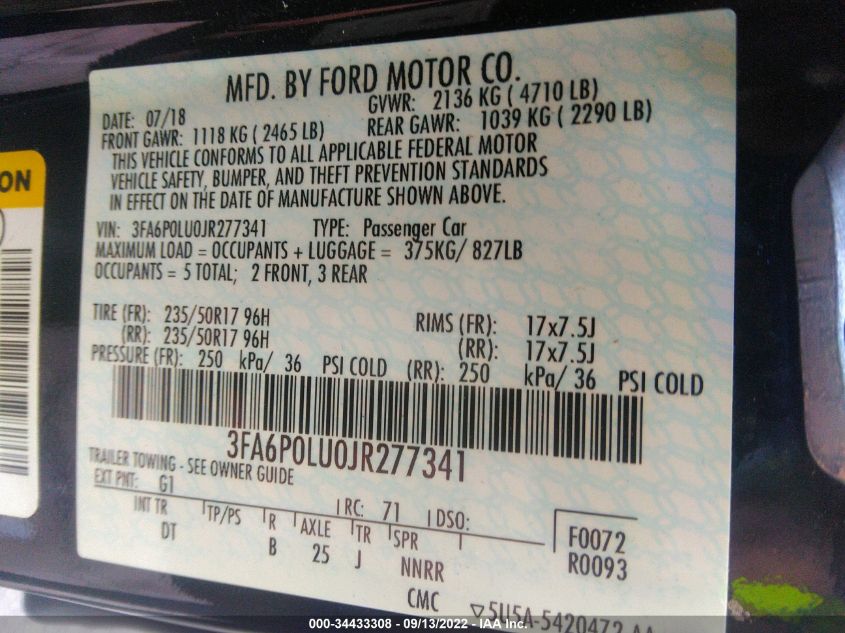 MFD. BY FORD MOTOR CO.
DATE: 07/18 GVWR: 2136 KG ( 4710 LB)
FRONT GAWR: 1118 KG ( 2465 LB) REAR GAWR: 1039 KG ( 2290 LB)
THIS VEHICLE CONFORMS TO ALL APPLICABLE FEDERAL MOTOR
VEHICLE SAFETY, BUMPER, AND THEFT PREVENTION STANDARDS
IN EFFECT ON THE DATE OF MANUFACTURE SHOWN ABOVE.
VIN: 3FA6P0LU0JR277341 TYPE: Passenger Car
MAXIMUM LOAD = OCCUPANTS + LUGGAGE = 375KG/ 827LB
OCCUPANTS = 5 TOTAL; 2 FRONT, 3 REAR
TIRE (FR): 235/50R17 96H RIMS (FR): 17x7.5J
(RR): 235/50R17 96H (RR): 17x7.5J
PRESSURE (FR): 250 kPa/ 36 PSI COLD (RR): 250 kPa/ 36 PSI COLD
3FA6P0LU0JR277341
TRAILER TOWING - SEE OWNER GUIDE
EXT PNT: G1 RC: 71 DSO:
INT TR TP/PS R AXLE TR SPR F0072
DT B 25 J NNRR R0093
CMC ▽5U5A-5420472-AA
ON
000-34433308 - 09/13/2022 - IAA Inc.